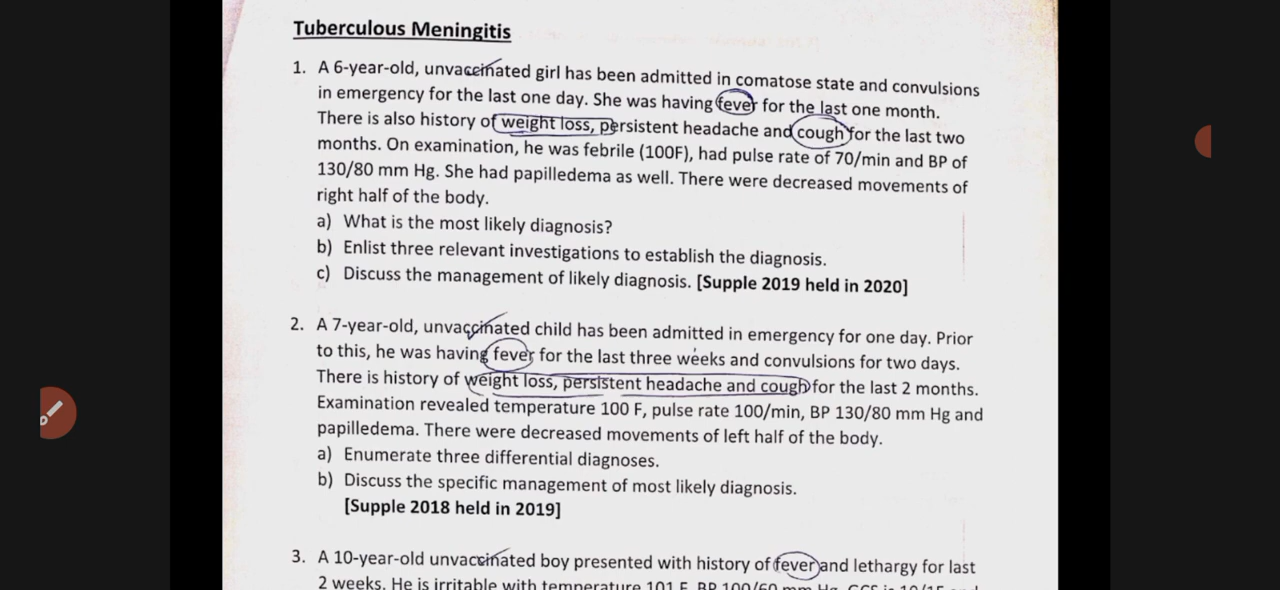 Tuberculous Meningitis
1. A 6-year-old, unvaccinated girl has been admitted in comatose state and convulsions
in emergency for the last one day. She was having fever for the last one month.
There is also history of weight loss, persistent headache and cough for the last two
months. On examination, he was febrile (100F), had pulse rate of 70/min and BP of
130/80 mm Hg. She had papilledema as well. There were decreased movements of
right half of the body.
a) What is the most likely diagnosis?
b) Enlist three relevant investigations to establish the diagnosis.
c) Discuss the management of likely diagnosis. [Supple 2019 held in 2020]
2. A 7-year-old, unvaccinated child has been admitted in emergency for one day. Prior
to this, he was having fever for the last three weeks and convulsions for two days.
There is history of weight loss, persistent headache and cough for the last 2 months.
Examination revealed temperature 100 F, pulse rate 100/min, BP 130/80 mm Hg and
papilledema. There were decreased movements of left half of the body.
a) Enumerate three differential diagnoses.
b) Discuss the specific management of most likely diagnosis.
[Supple 2018 held in 2019]
3. A 10-year-old unvaccinated boy presented with history of fever and lethargy for last
2 weeks. He is irritable with temperature 101 F, BP 100/60 mm Hg, GCS is 10/15 and